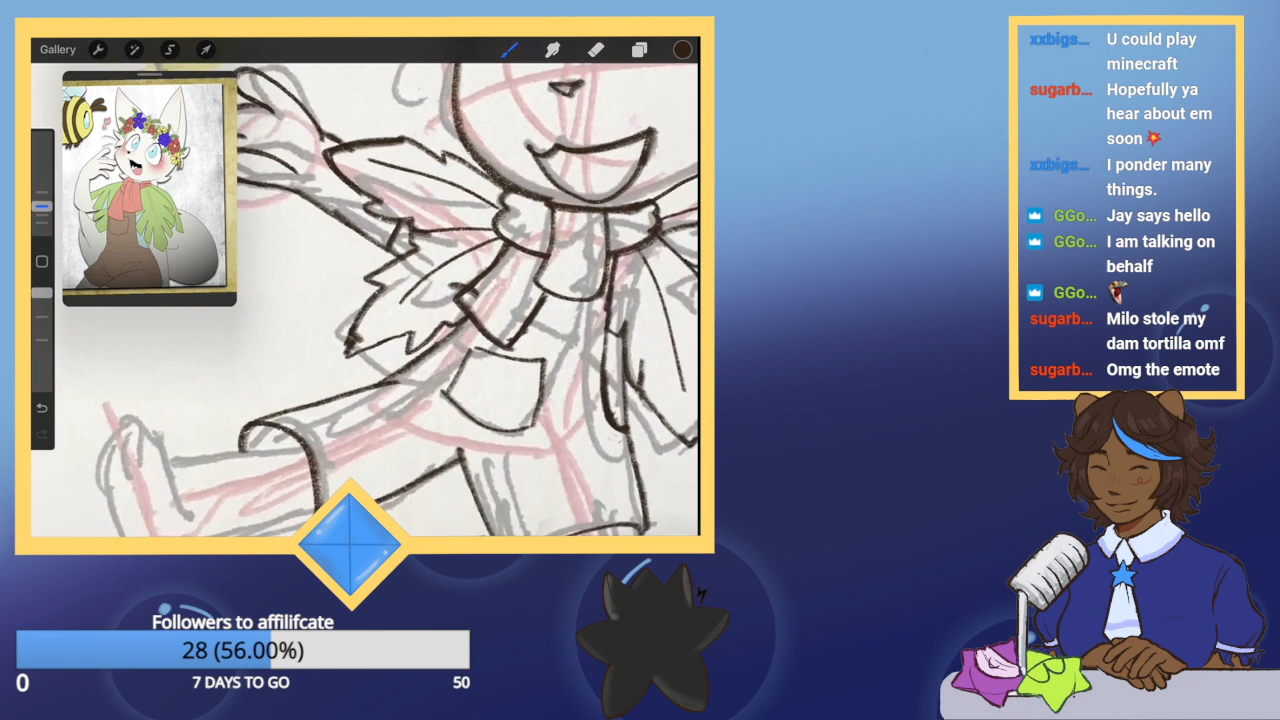 Gallery
xxbigs... U could play
minecraft
sugarb... Hopefully ya
hear about em
soon
xxbigs... I ponder many
things.
GGo... Jay says hello
GGo... I am talking on
behalf
GGo...
sugarb... Milo stole my
dam tortilla omf
sugarb... Omg the emote
Followers to affilifcate
28 (56.00%)
0 7 DAYS TO GO 50